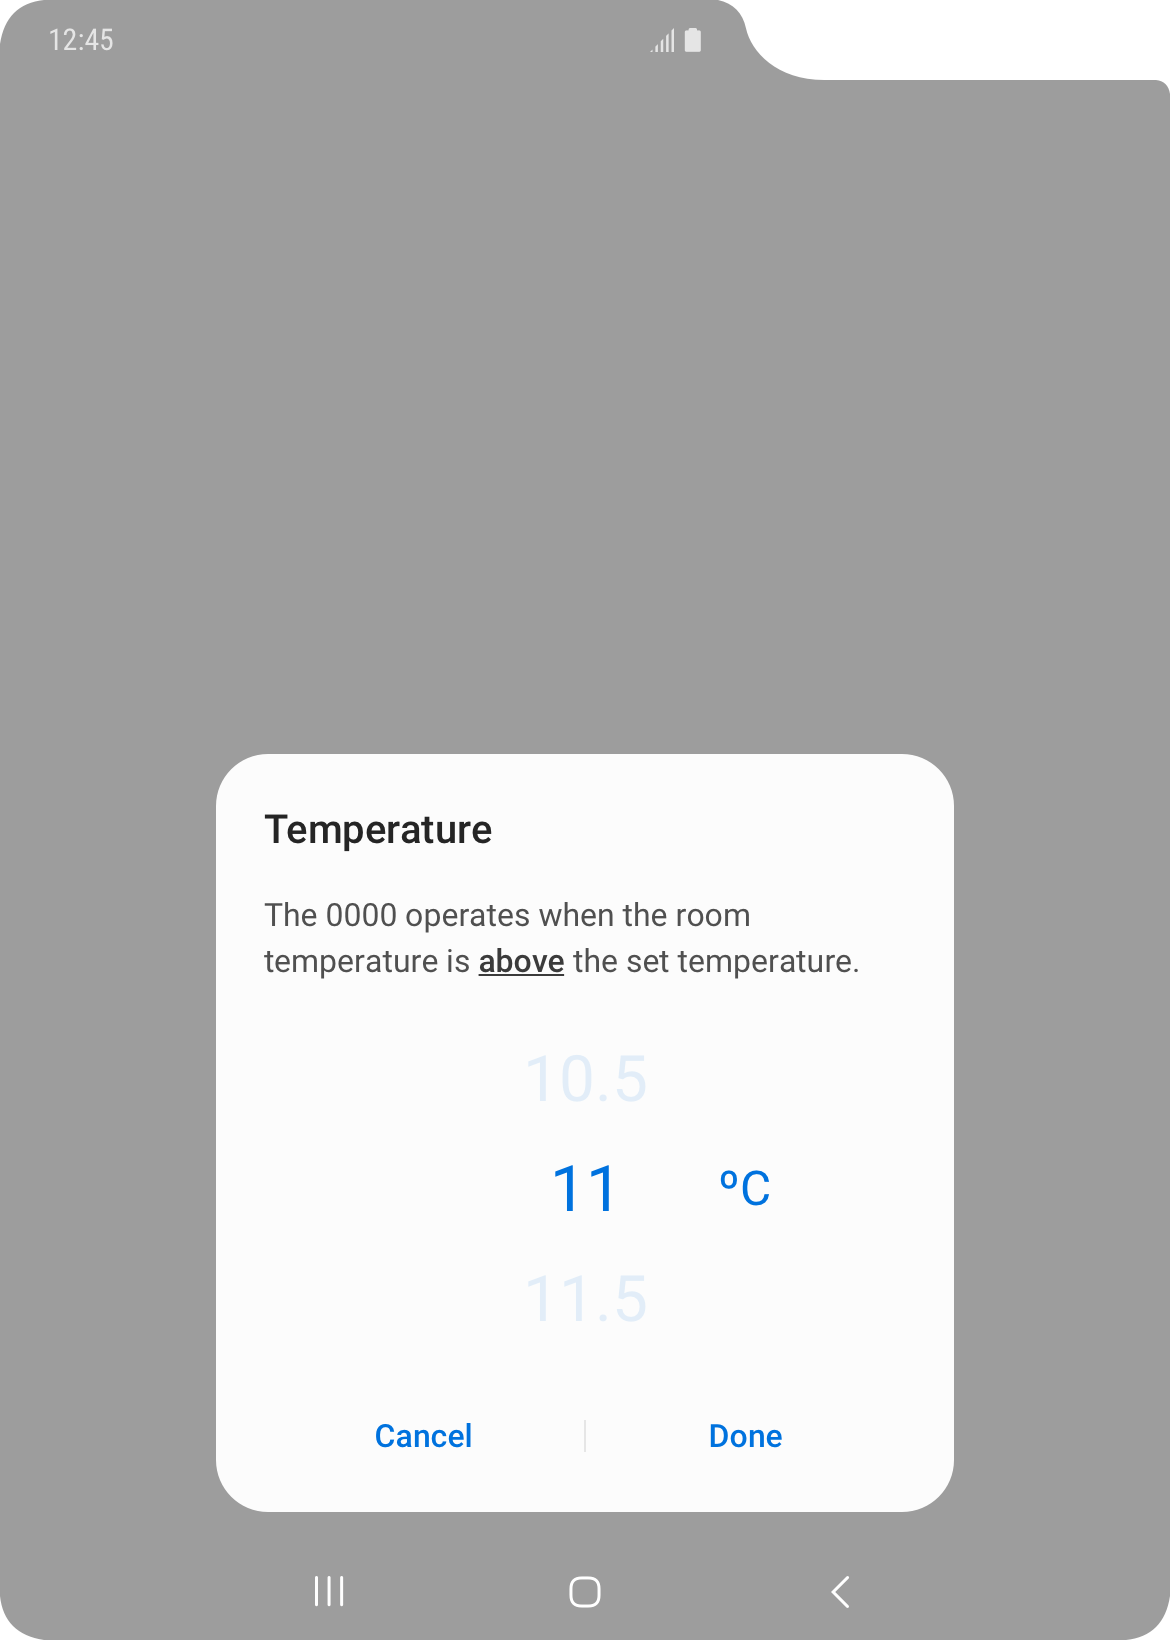 12:45
Temperature
The 0000 operates when the room
temperature is above the set temperature.
10.5
11 ºC
11.5
Cancel Done